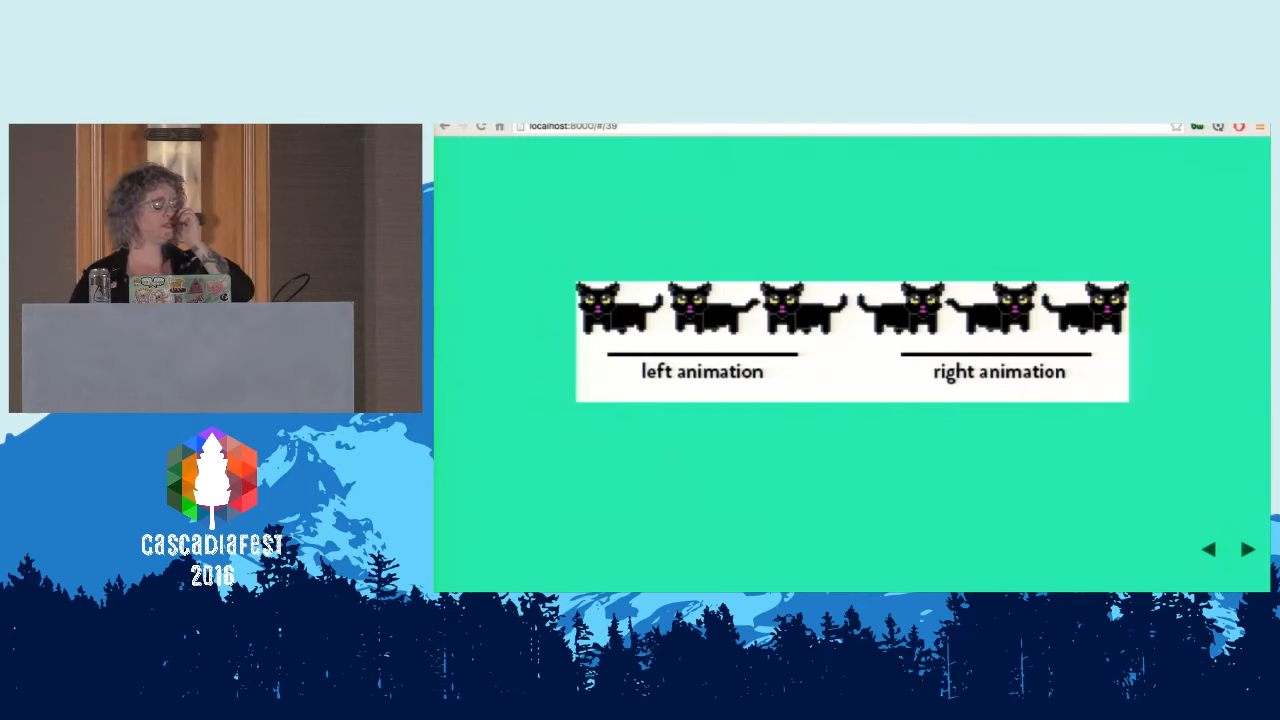 localhost:8000/#/39
left animation
right animation
CASCADIAFEST
2016